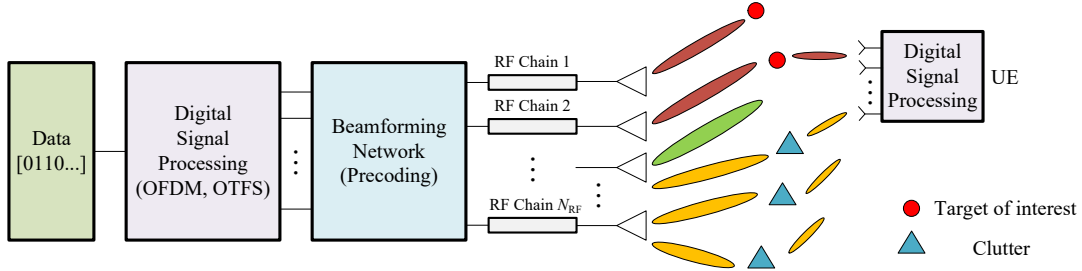 Data
[0110...]
Digital
Signal
Processing
(OFDM, OTFS)
Beamforming
Network
(Precoding)
RF Chain 1
RF Chain 2
RF Chain N_RF
Digital
Signal
Processing
UE
Target of interest
Clutter